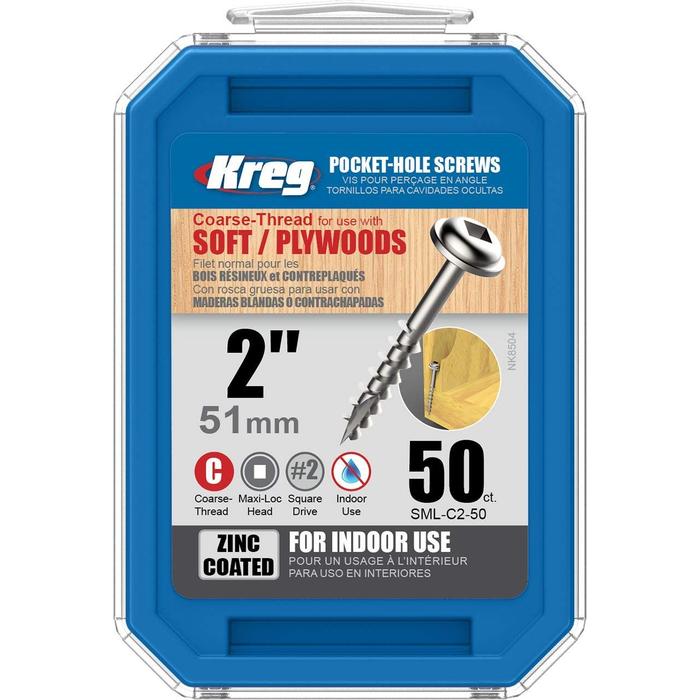 Kreg®
POCKET-HOLE SCREWS
VIS POUR PERÇAGE EN ANGLE
TORNILLOS PARA CAVIDADES OCULTAS
Coarse-Thread for use with
SOFT / PLYWOODS
Filet normal pour les
BOIS RÉSINEUX et CONTREPLAQUÉS
Con rosca gruesa para usar con
MADERAS BLANDAS O CONTRACHAPADAS
2"
51mm
NK8504
C
#2
Coarse-
Thread
Maxi-Loc
Head
Square
Drive
Indoor
Use
50 ct.
SML-C2-50
ZINC
COATED
FOR INDOOR USE
POUR UN USAGE À L'INTÉRIEUR
PARA USO EN INTERIORES